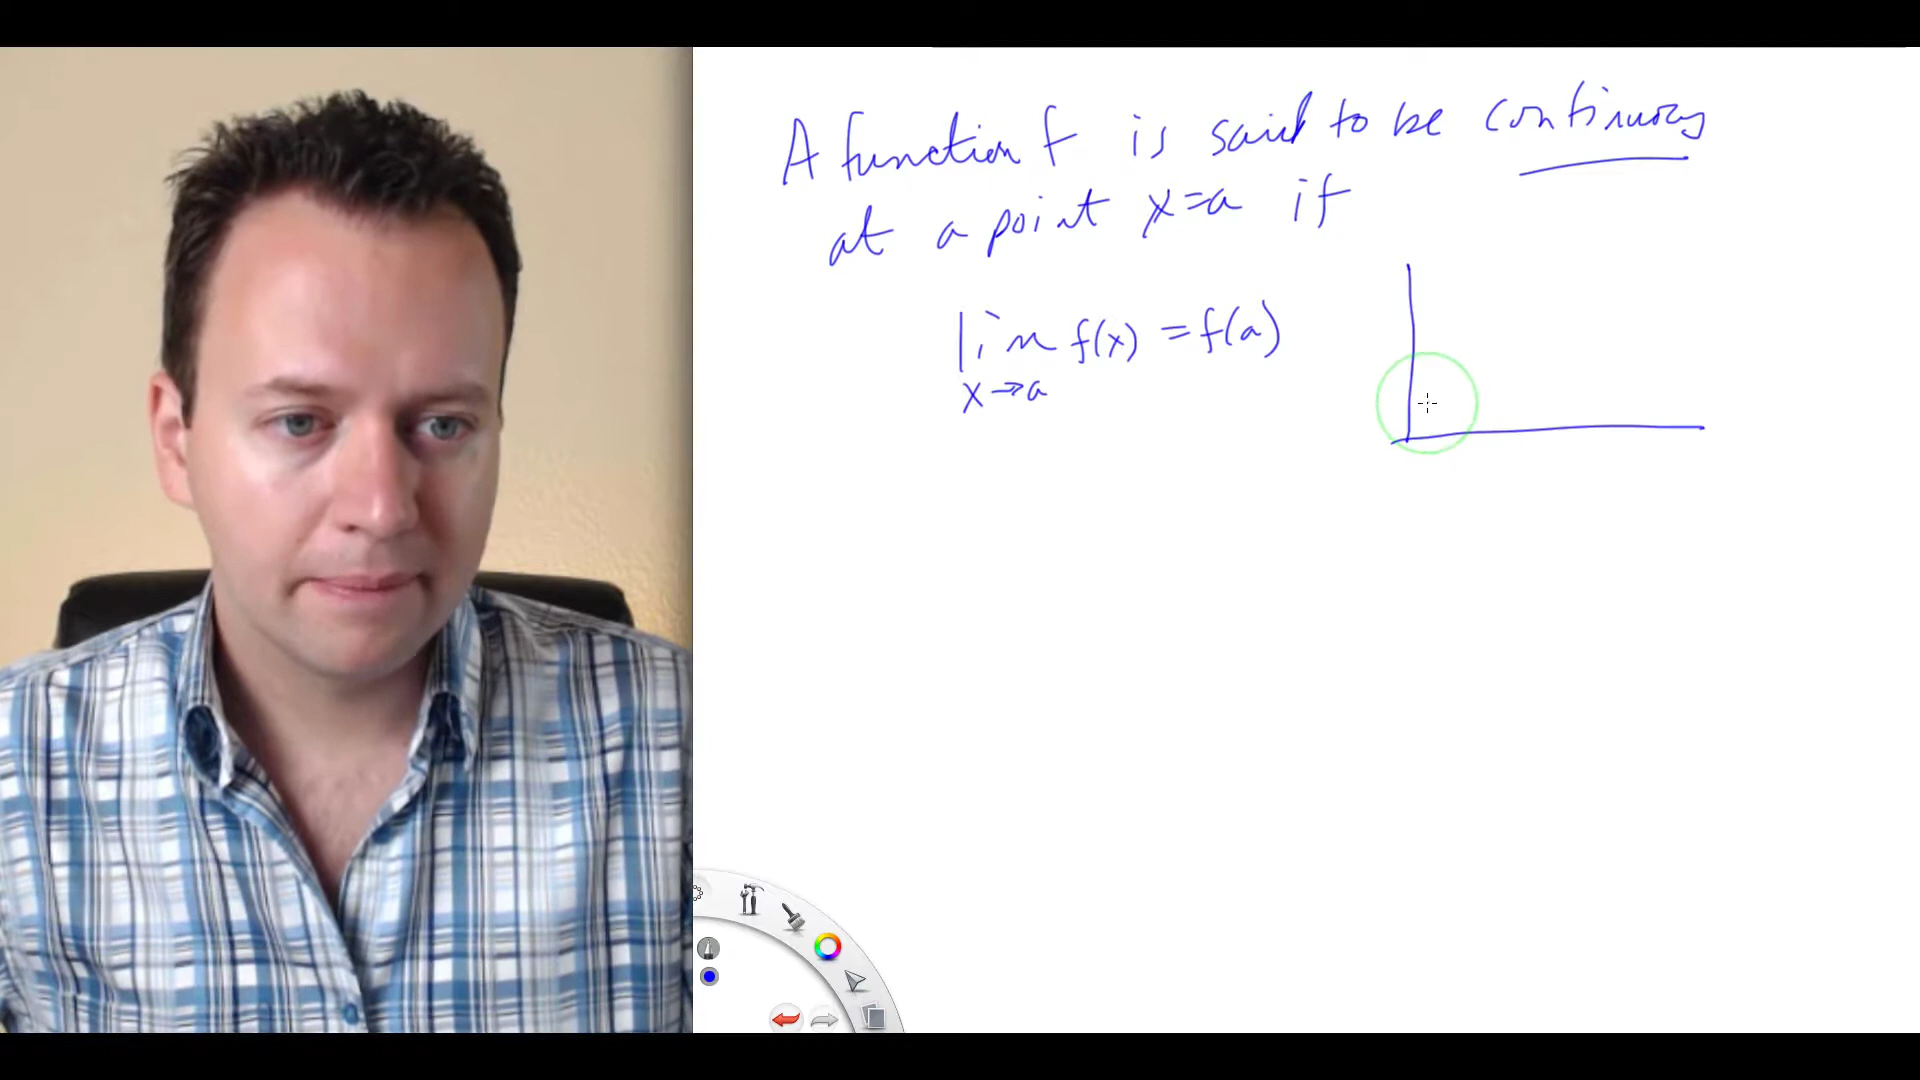 A function f is said to be continuous
at a point x=a if
lim f(x) = f(a)
x→a